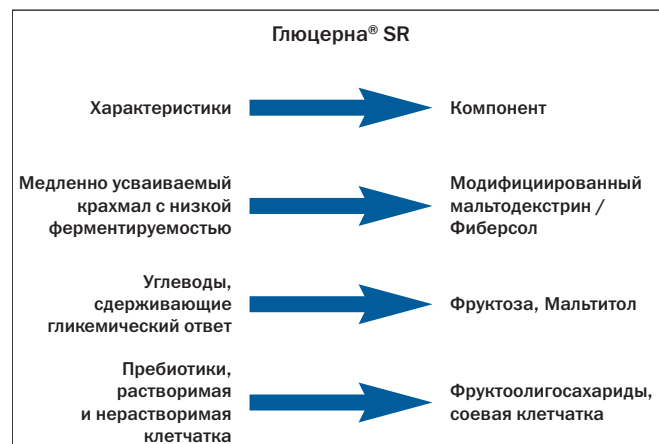 Глюцерна® SR
Характеристики
Компонент
Медленно усваиваемый
крахмал с низкой
ферментируемостью
Модифициированный
мальтодекстрин /
Фиберсол
Углеводы,
сдерживающие
гликемический ответ
Фруктоза, Мальтитол
Пребиотики,
растворимая
и нерастворимая
клетчатка
Фруктоолигосахариды,
соевая клетчатка